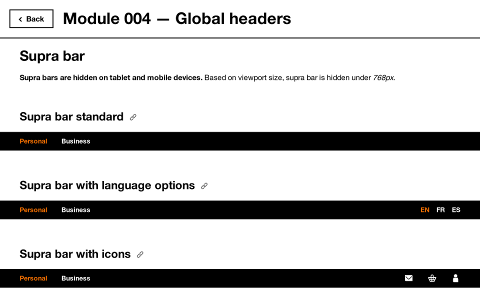 Back
Module 004 — Global headers
Supra bar
Supra bars are hidden on tablet and mobile devices. Based on viewport size, supra bar is hidden under 768px.
Supra bar standard
Personal Business
Supra bar with language options
Personal Business EN FR ES
Supra bar with icons
Personal Business